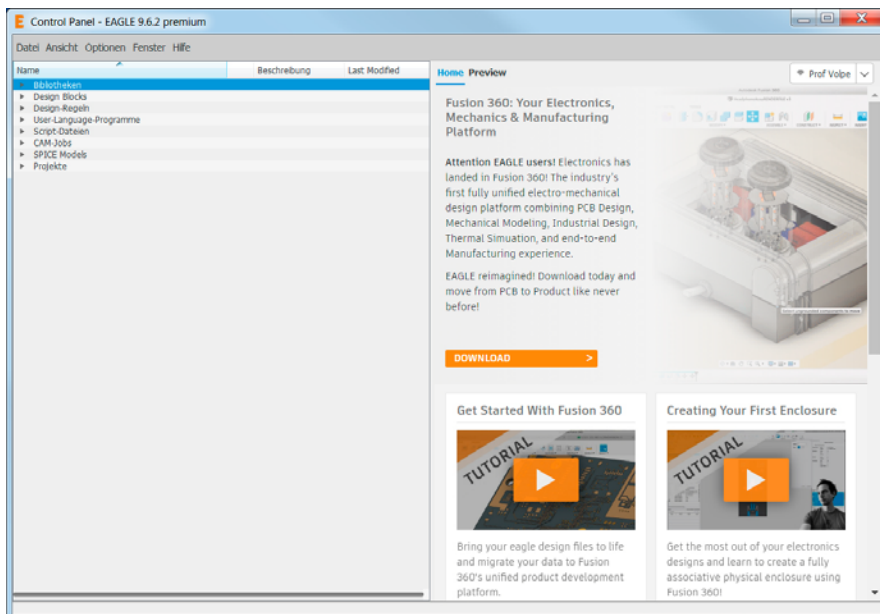 Control Panel - EAGLE 9.6.2 premium
Datei Ansicht Optionen Fenster Hilfe
Name Beschreibung Last Modified
Bibliotheken
Design Blocks
Design-Regeln
User-Language-Programme
Script-Dateien
CAM-Jobs
SPICE Models
Projekte
Home Preview
Prof Volpe
Fusion 360: Your Electronics,
Mechanics & Manufacturing
Platform
Attention EAGLE users! Electronics has
landed in Fusion 360! The industry's
first fully unified electro-mechanical
design platform combining PCB Design,
Mechanical Modeling, Industrial Design,
Thermal Simuation, and end-to-end
Manufacturing experience.
EAGLE reimagined! Download today and
move from PCB to Product like never
before!
DOWNLOAD >
Get Started With Fusion 360
TUTORIAL
Bring your eagle design files to life
and migrate your data to Fusion
360's unified product development
platform.
Creating Your First Enclosure
TUTORIAL
Get the most out of your electronics
designs and learn to create a fully
associative physical enclosure using
Fusion 360!